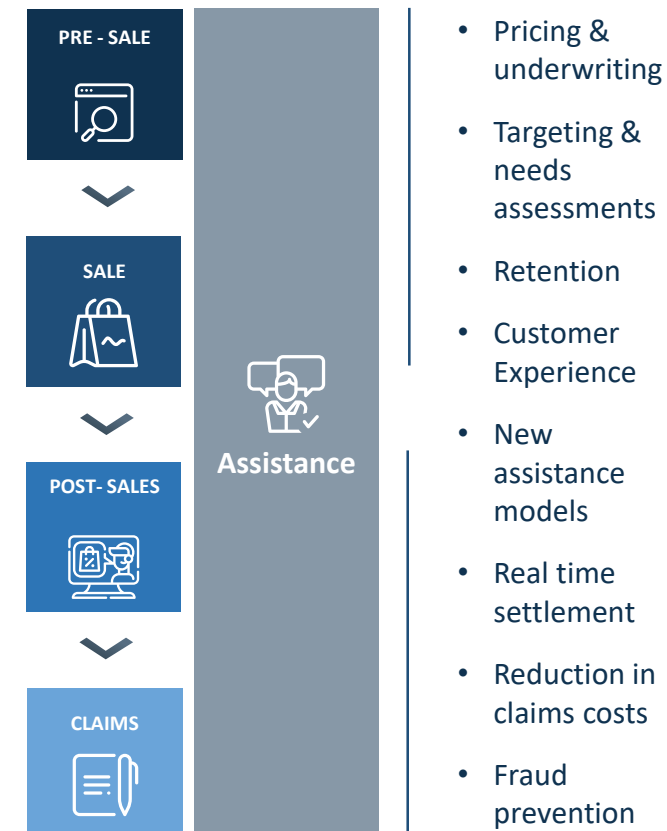 PRE - SALE
SALE
POST- SALES
CLAIMS
Assistance
• Pricing &
underwriting
• Targeting &
needs
assessments
• Retention
• Customer
Experience
• New
assistance
models
• Real time
settlement
• Reduction in
claims costs
• Fraud
prevention